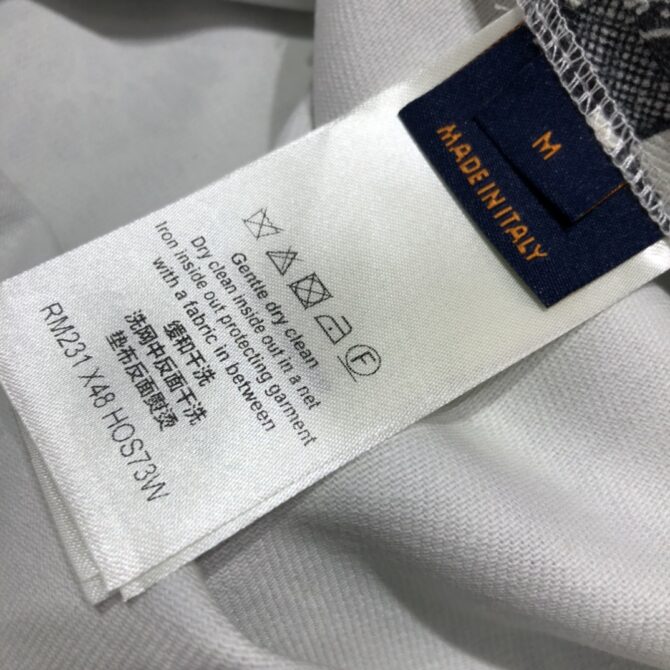 M
MADE IN ITALY
F
Gentle dry clean
Dry clean inside out in a net
Iron inside out protecting garment
with a fabric in between
缓和干洗
洗网中反面干洗
垫布反面熨烫
RM231 X48 HOS73W